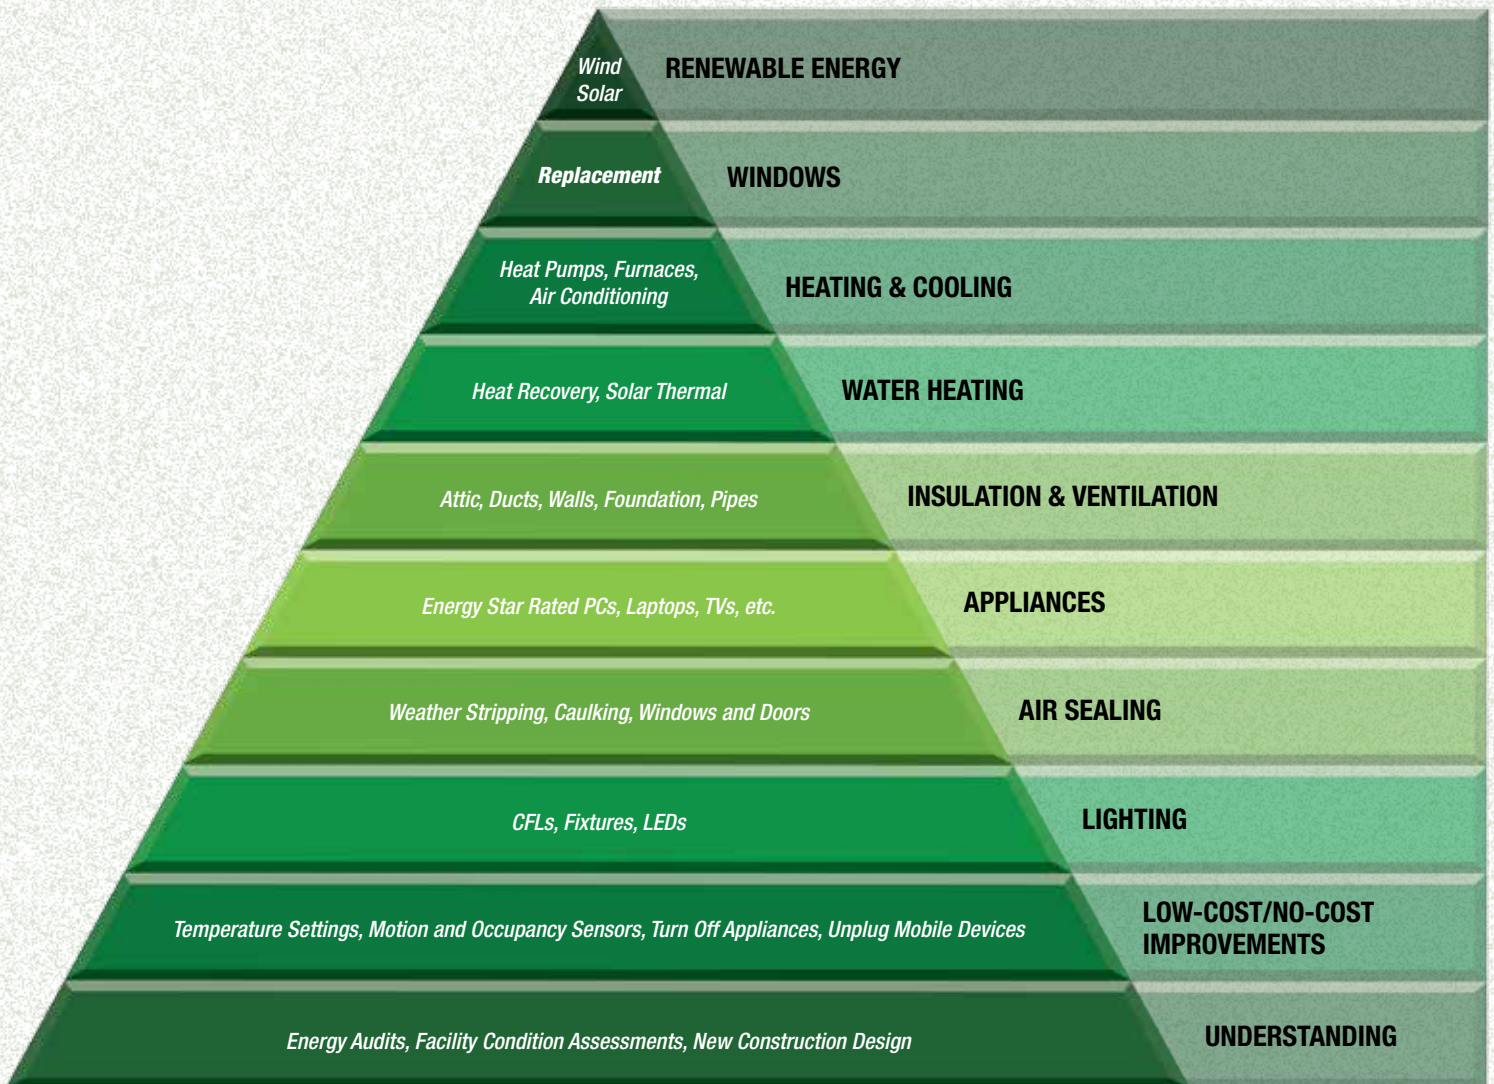 Wind
Solar
RENEWABLE ENERGY
Replacement
WINDOWS
Heat Pumps, Furnaces,
Air Conditioning
HEATING & COOLING
Heat Recovery, Solar Thermal
WATER HEATING
Attic, Ducts, Walls, Foundation, Pipes
INSULATION & VENTILATION
Energy Star Rated PCs, Laptops, TVs, etc.
APPLIANCES
Weather Stripping, Caulking, Windows and Doors
AIR SEALING
CFLs, Fixtures, LEDs
LIGHTING
Temperature Settings, Motion and Occupancy Sensors, Turn Off Appliances, Unplug Mobile Devices
LOW-COST/NO-COST
IMPROVEMENTS
Energy Audits, Facility Condition Assessments, New Construction Design
UNDERSTANDING